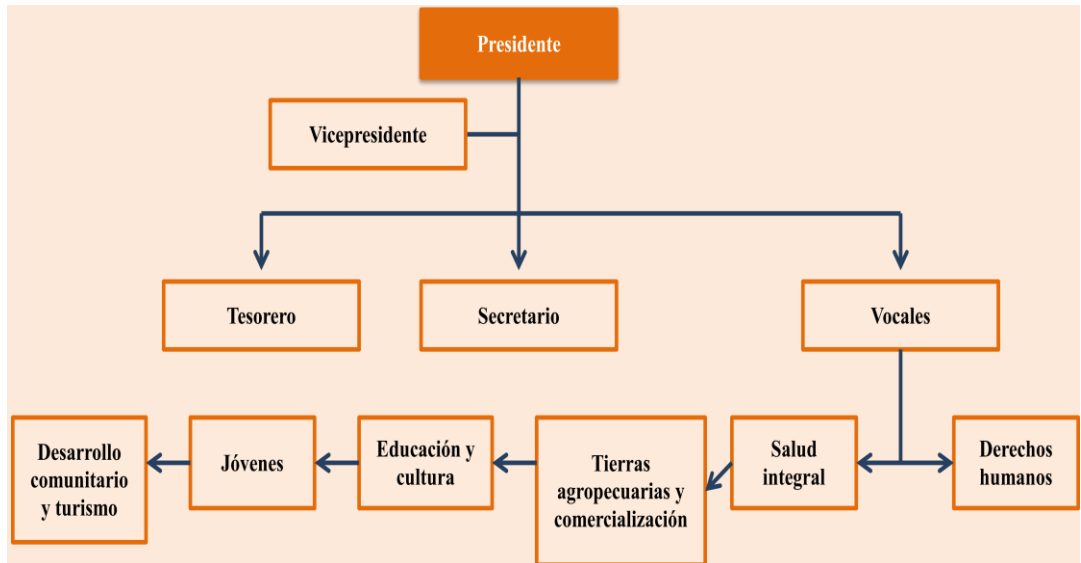 Presidente
Vicepresidente
Tesorero
Secretario
Vocales
Desarrollo
comunitario
y turismo
Jóvenes
Educación y
cultura
Tierras
agropecuarias y
comercialización
Salud
integral
Derechos
humanos